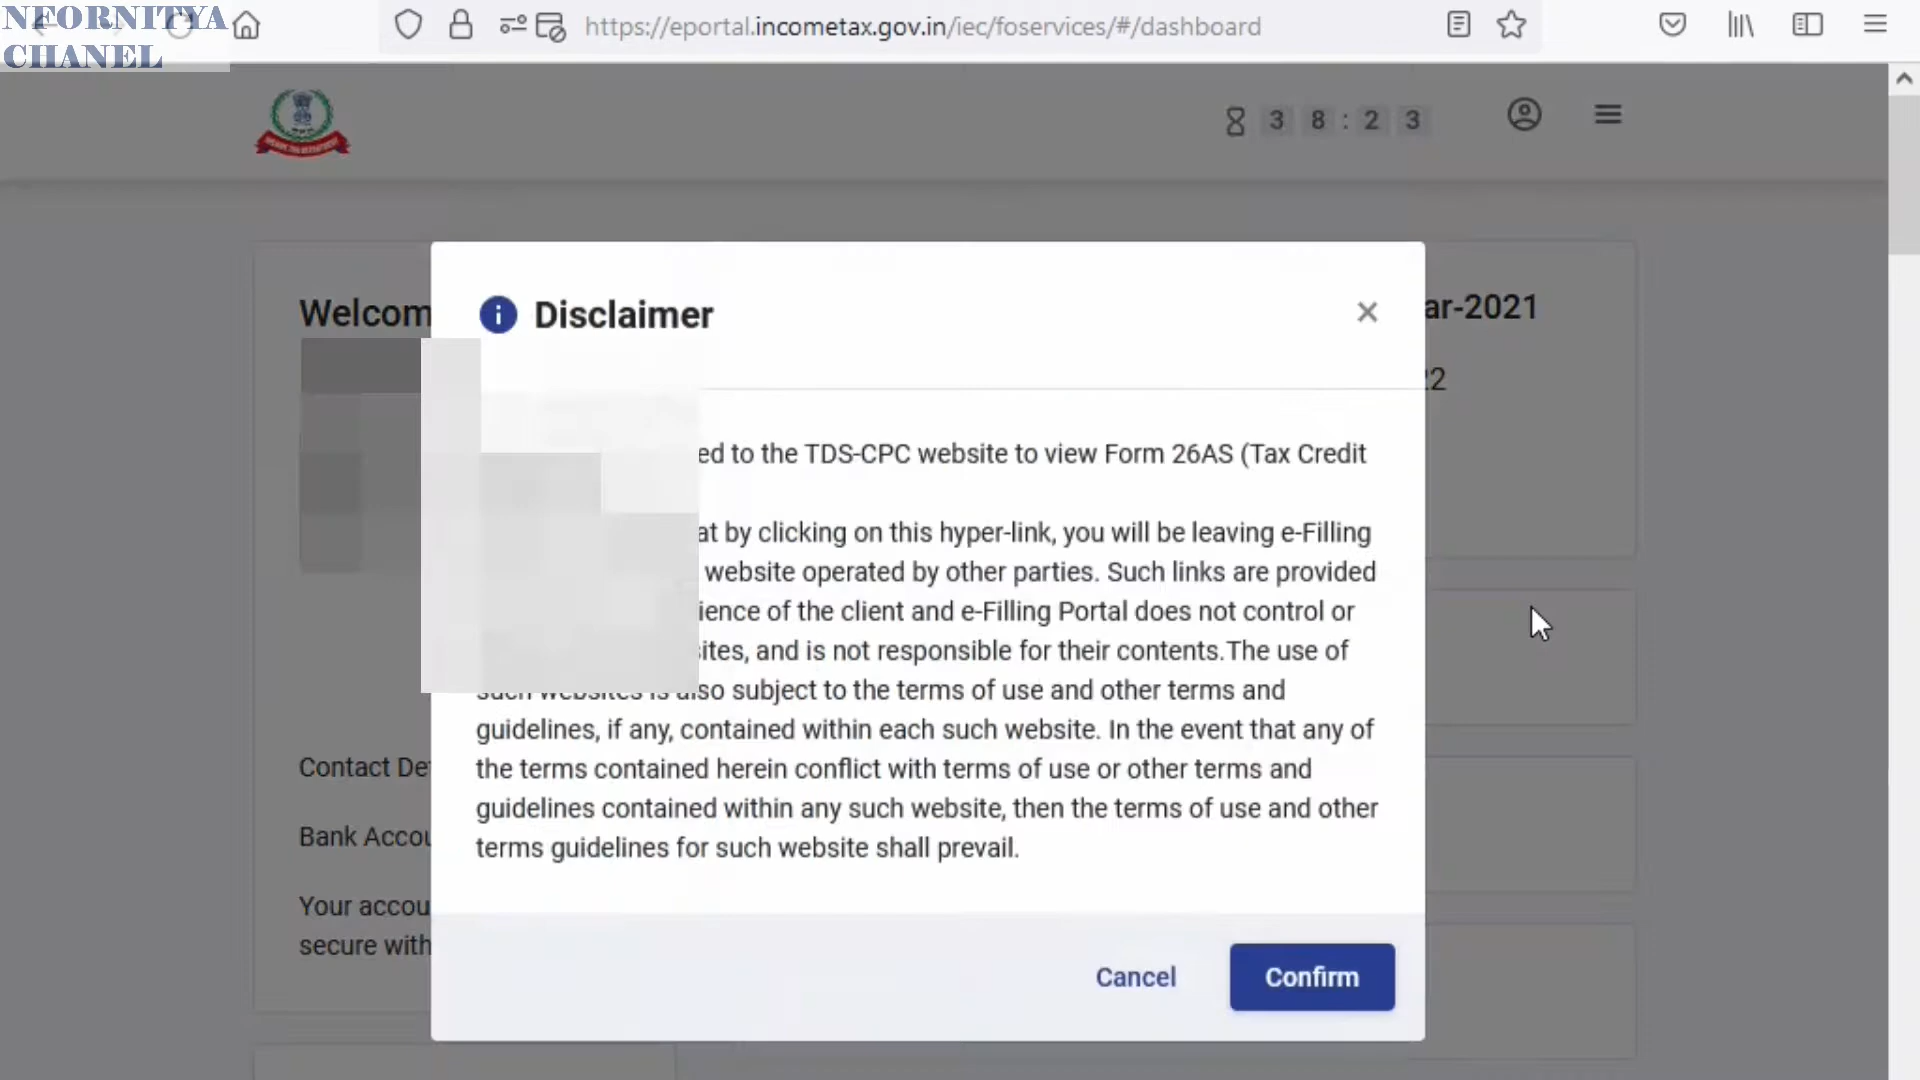 NFORNITYA
CHANEL
https://eportal.incometax.gov.in/iec/foservices/#/dashboard
3 8 : 2 3
Disclaimer
ed to the TDS-CPC website to view Form 26AS (Tax Credit
at by clicking on this hyper-link, you will be leaving e-Filling
website operated by other parties. Such links are provided
ience of the client and e-Filling Portal does not control or
ites, and is not responsible for their contents.The use of
such websites is also subject to the terms of use and other terms and
guidelines, if any, contained within each such website. In the event that any of
the terms contained herein conflict with terms of use or other terms and
guidelines contained within any such website, then the terms of use and other
terms guidelines for such website shall prevail.
Cancel
Confirm
Welcom
Contact De
Bank Accou
Your accou
secure with
ar-2021
2